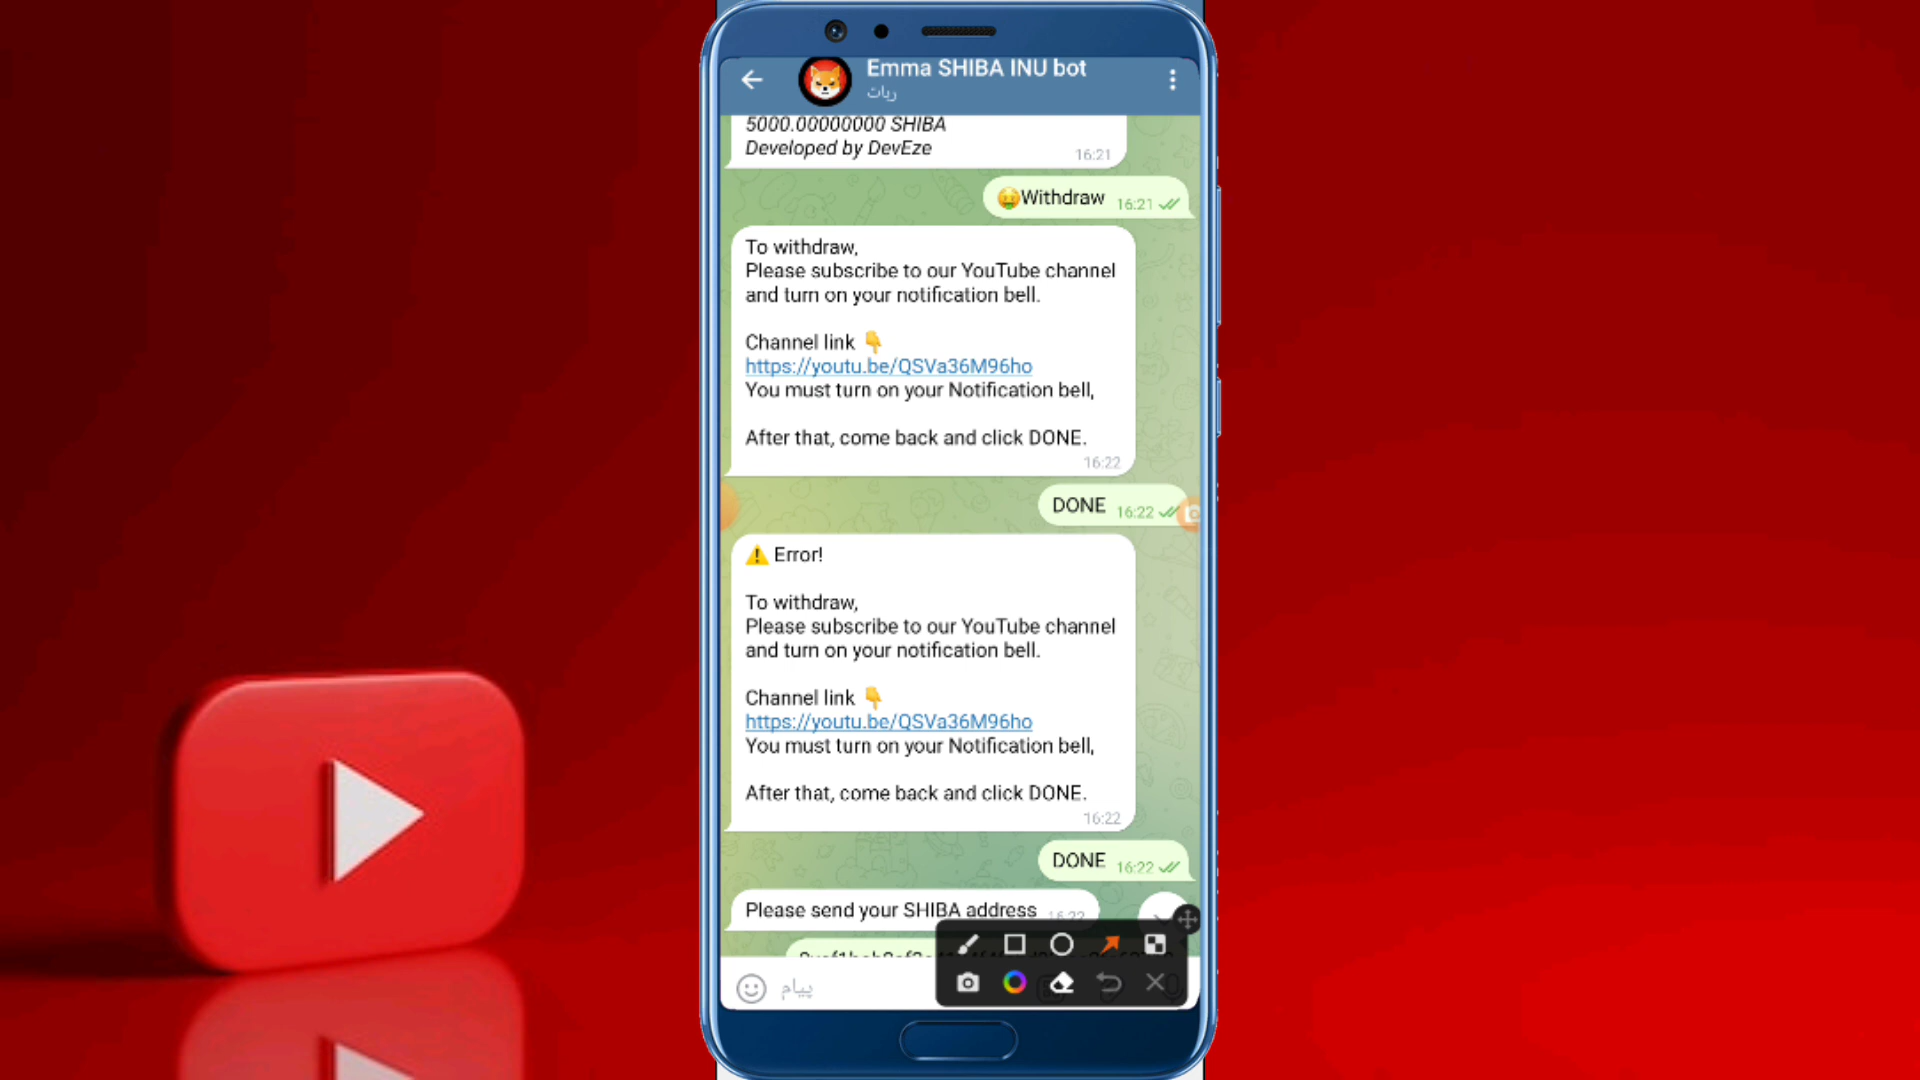 Emma SHIBA INU bot
ربات
5000.00000000 SHIBA
Developed by DevEze
16:21
🤑Withdraw 16:21
To withdraw,
Please subscribe to our YouTube channel
and turn on your notification bell.
Channel link 👇
https://youtu.be/QSVa36M96ho
You must turn on your Notification bell,
After that, come back and click DONE.
16:22
DONE 16:22
⚠️ Error!
To withdraw,
Please subscribe to our YouTube channel
and turn on your notification bell.
Channel link 👇
https://youtu.be/QSVa36M96ho
You must turn on your Notification bell,
After that, come back and click DONE.
16:22
DONE 16:22
Please send your SHIBA address 16:22
پیام